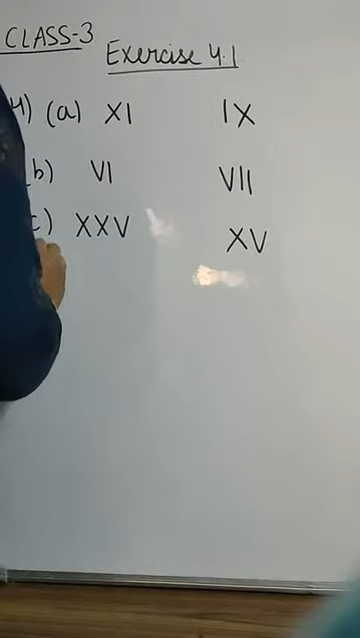 CLASS-3
Exercise 4.1
4) (a) XI IX
b) VI VII
c) XXV XV